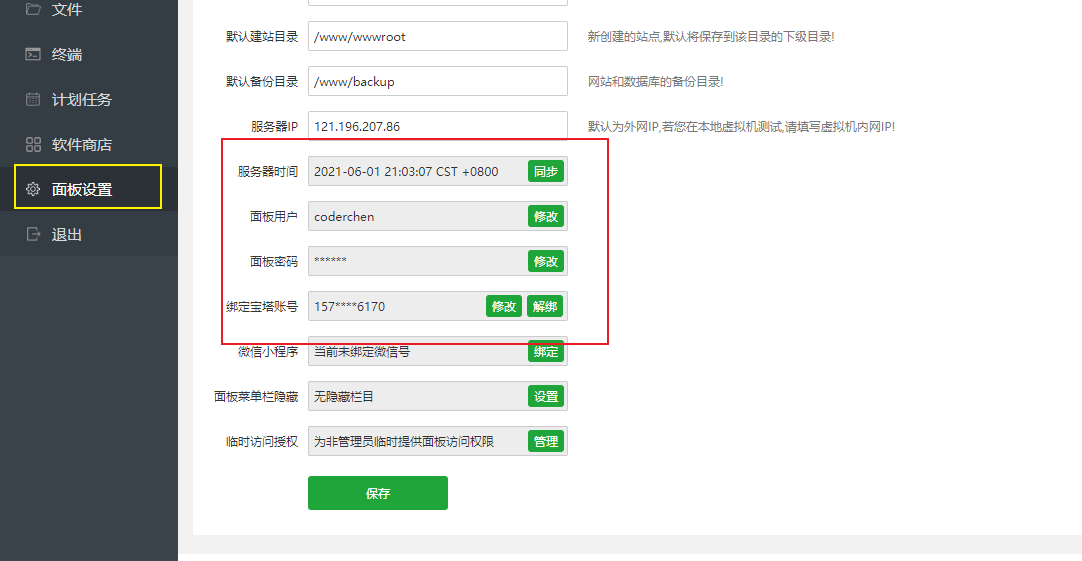 文件
终端
计划任务
软件商店
面板设置
退出
默认建站目录 /www/wwwroot 新创建的站点,默认将保存到该目录的下级目录!
默认备份目录 /www/backup 网站和数据库的备份目录!
服务器IP 121.196.207.86 默认为外网IP,若您在本地虚拟机测试,请填写虚拟机内网IP!
服务器时间 2021-06-01 21:03:07 CST +0800 同步
面板用户 coderchen 修改
面板密码 ****** 修改
绑定宝塔账号 157****6170 修改 解绑
微信小程序 当前未绑定微信号 绑定
面板菜单栏隐藏 无隐藏栏目 设置
临时访问授权 为非管理员临时提供面板访问权限 管理
保存